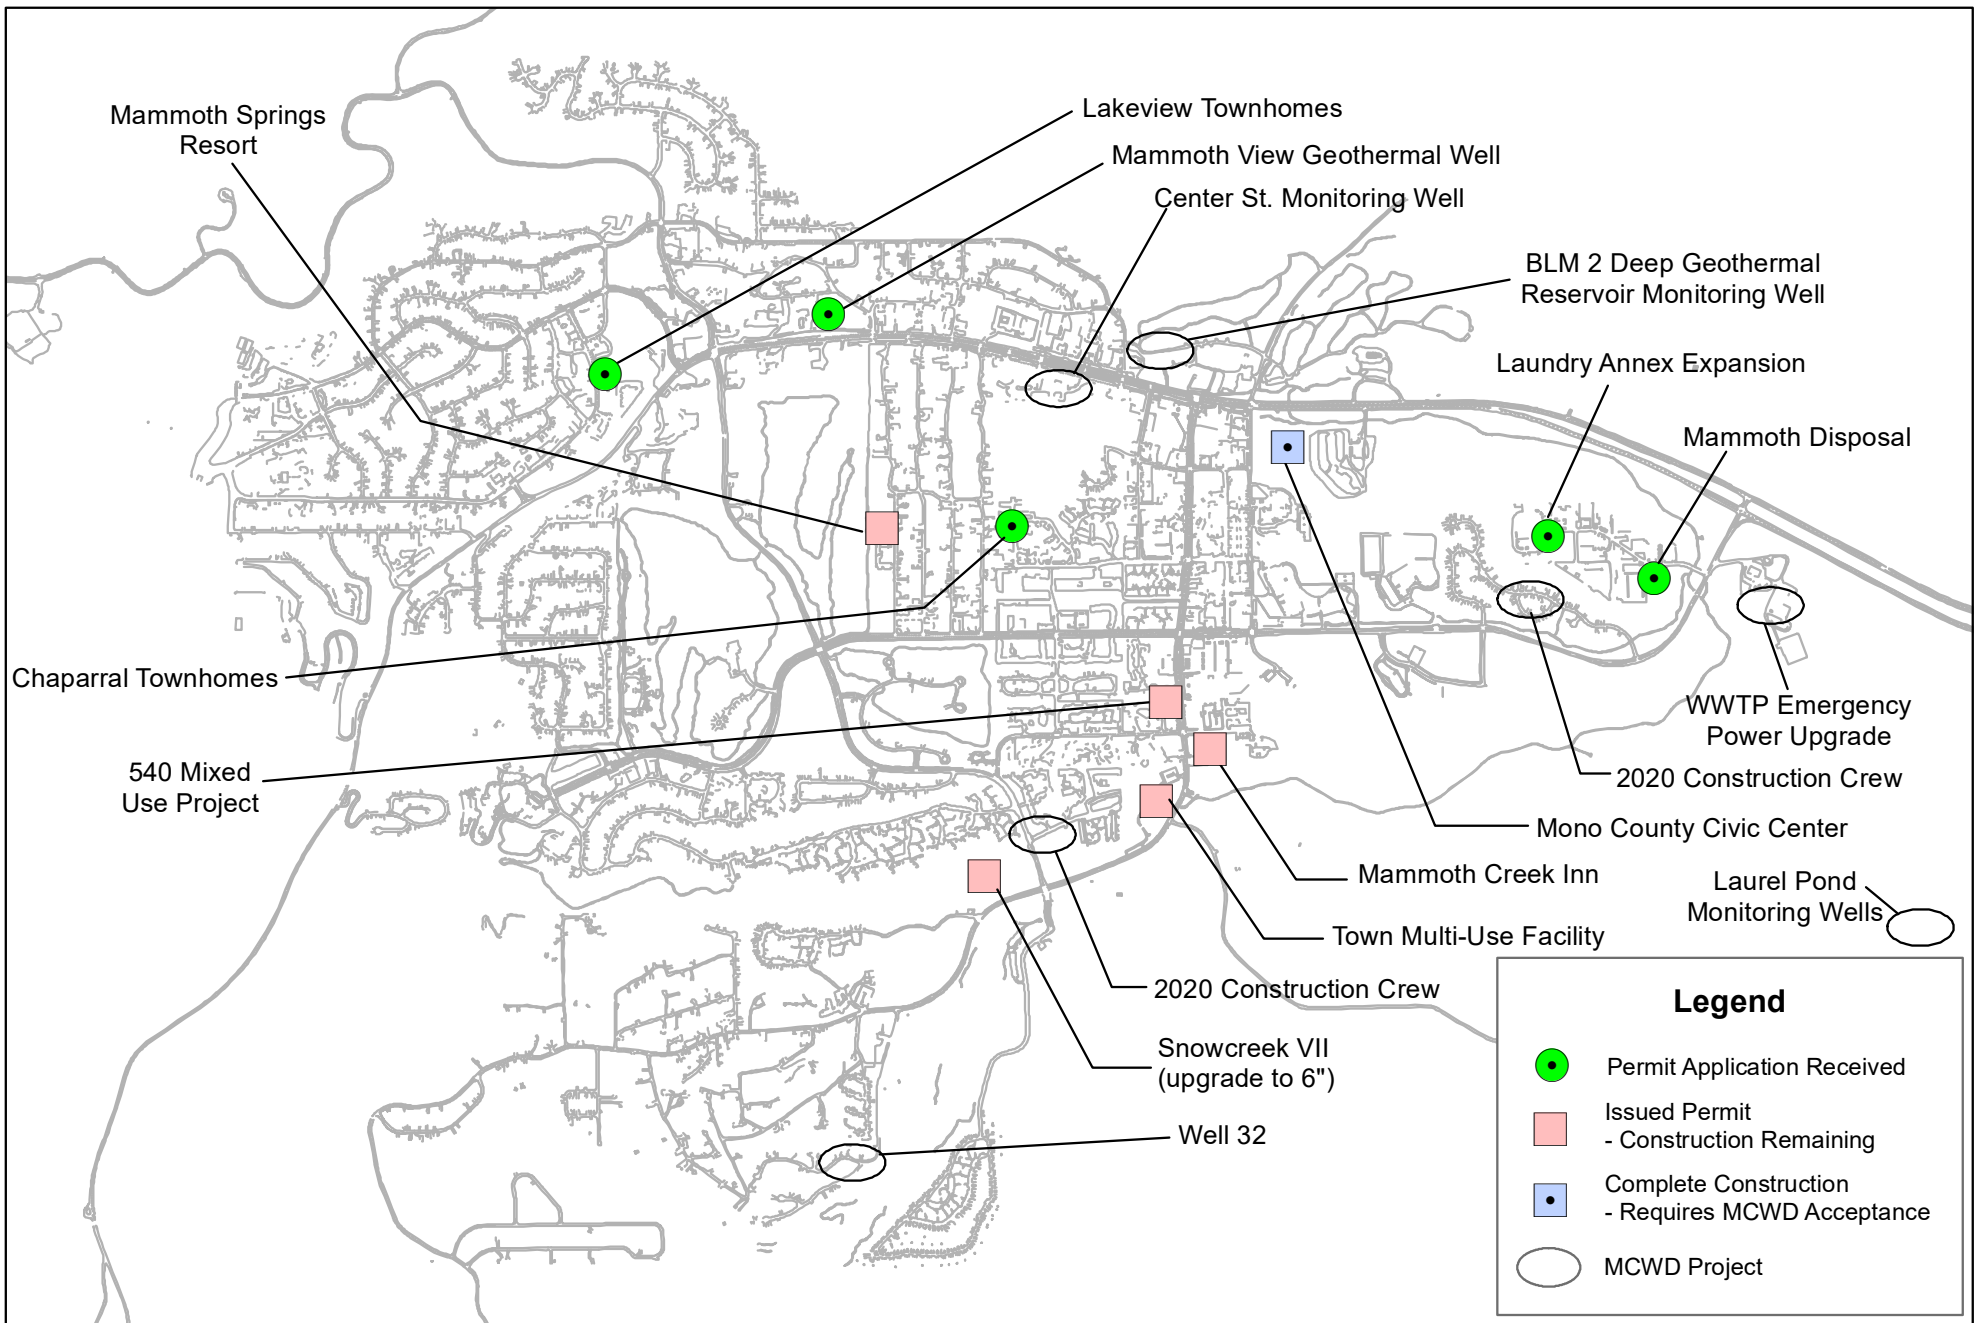 Mammoth Springs
Resort
Lakeview Townhomes
Mammoth View Geothermal Well
Center St. Monitoring Well
BLM 2 Deep Geothermal
Reservoir Monitoring Well
Laundry Annex Expansion
Mammoth Disposal
Chaparral Townhomes
540 Mixed
Use Project
WWTP Emergency
Power Upgrade
2020 Construction Crew
Mono County Civic Center
Mammoth Creek Inn
Laurel Pond
Monitoring Wells
Town Multi-Use Facility
2020 Construction Crew
Snowcreek VII
(upgrade to 6")
Well 32
Legend
Permit Application Received
Issued Permit
- Construction Remaining
Complete Construction
- Requires MCWD Acceptance
MCWD Project